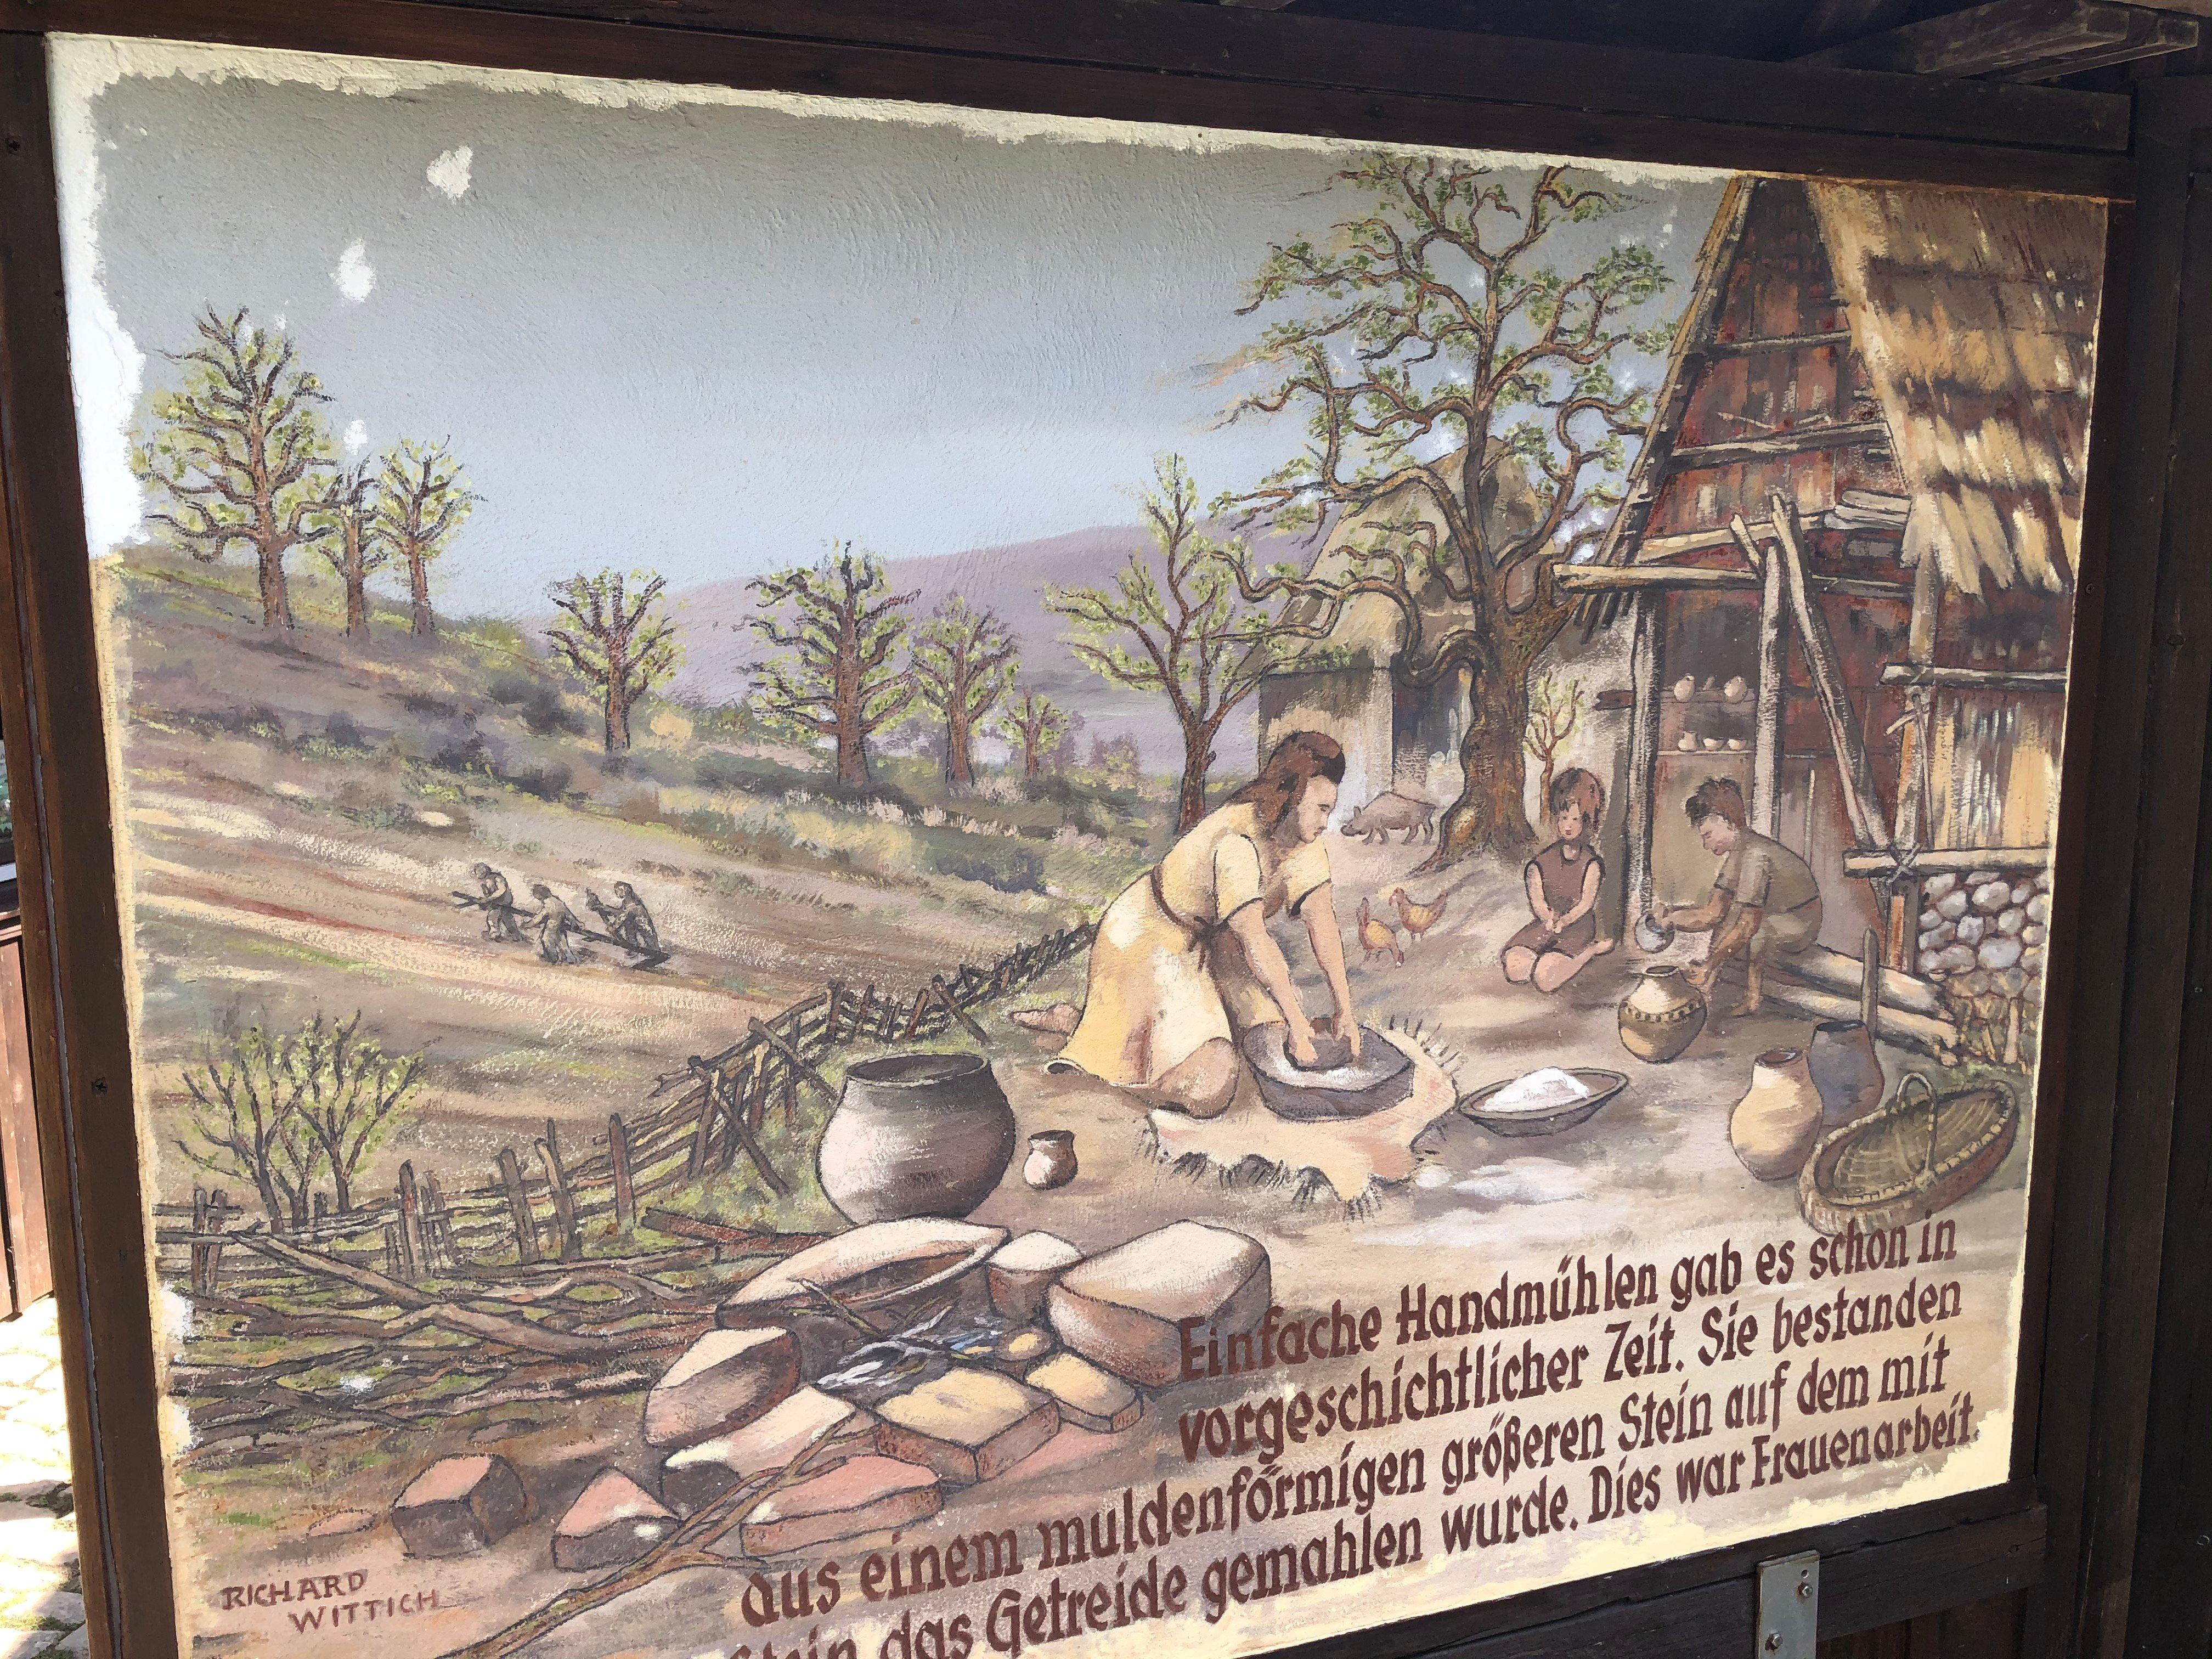 Einfache Handmühlen gab es schon in
vorgeschichtlicher Zeit. Sie bestanden
aus einem muldenförmigen größeren Stein auf dem mit
Stein das Getreide gemahlen wurde. Dies war Frauenarbeit.
RICHARD
WITTICH